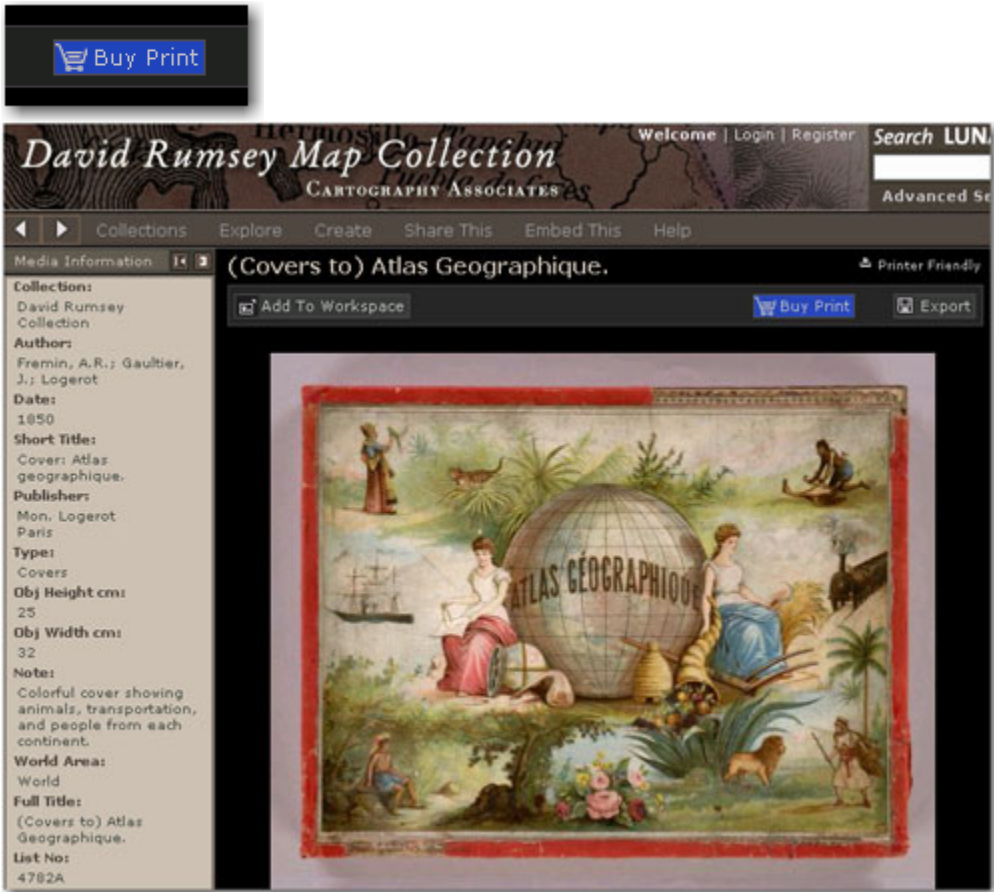 Buy Print
David Rumsey Map Collection
CARTOGRAPHY ASSOCIATES
Welcome | Login | Register
Search LUN
Advanced Se
Collections Explore Create Share This Embed This Help
Media Information
Collection:
David Rumsey
Collection
Author:
Fremin, A.R.; Gaultier,
J.; Logerot
Date:
1850
Short Title:
Cover: Atlas
geographique.
Publisher:
Mon. Logerot
Paris
Type:
Covers
Obj Height cm:
25
Obj Width cm:
32
Note:
Colorful cover showing
animals, transportation,
and people from each
continent.
World Area:
World
Full Title:
(Covers to) Atlas
Geographique.
List No:
4782A
(Covers to) Atlas Geographique.
Printer Friendly
Add To Workspace
Buy Print
Export
ATLAS GÉOGRAPHIQUE